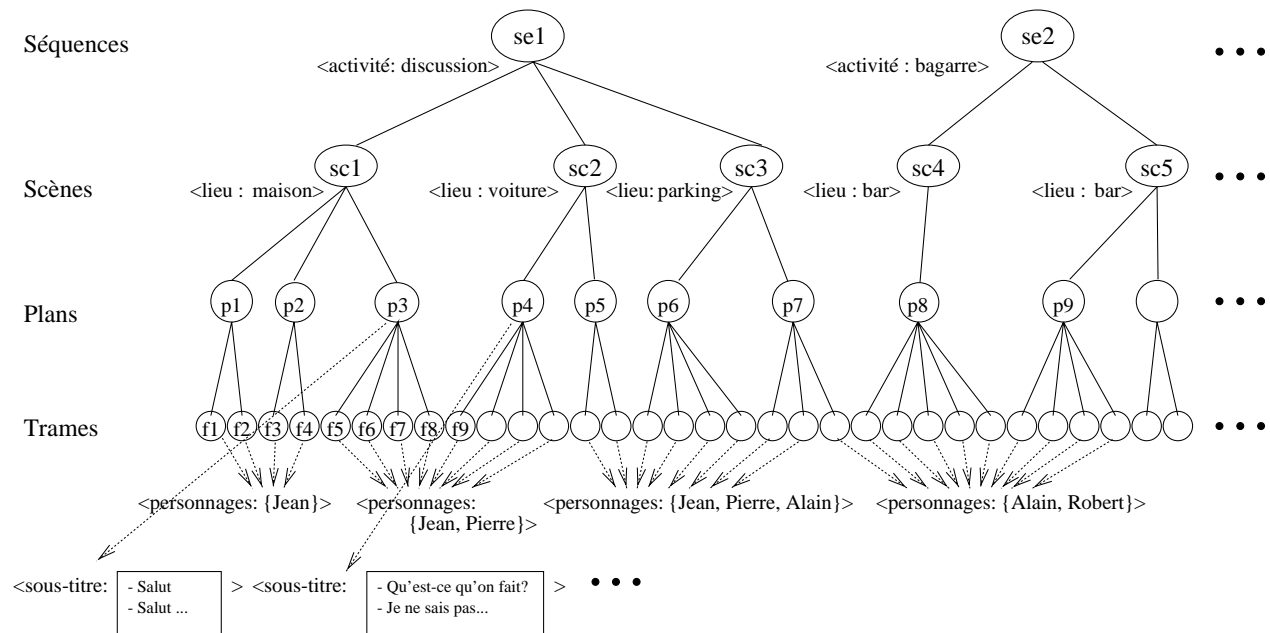 Séquences se1 se2 • • •
<activité: discussion> <activité : bagarre>
Scènes sc1 sc2 sc3 sc4 sc5 • • •
<lieu : maison> <lieu : voiture> <lieu: parking> <lieu : bar> <lieu : bar>
Plans p1 p2 p3 p4 p5 p6 p7 p8 p9 • • •
Trames f1 f2 f3 f4 f5 f6 f7 f8 f9 • • •
<personnages: {Jean}> <personnages: <personnages: {Jean, Pierre, Alain}> <personnages: {Alain, Robert}>
{Jean, Pierre}>
<sous-titre: - Salut > <sous-titre: - Qu'est-ce qu'on fait? > • • •
- Salut ... - Je ne sais pas...